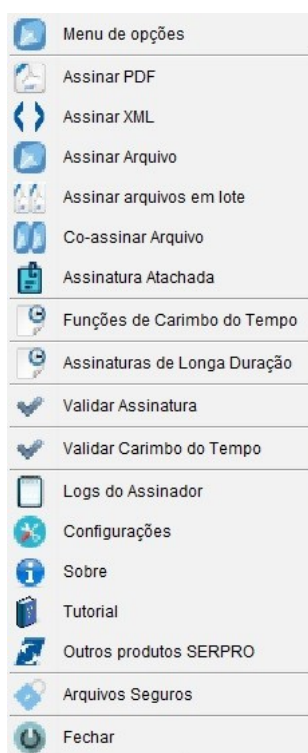 Menu de opções
Assinar PDF
Assinar XML
Assinar Arquivo
Assinar arquivos em lote
Co-assinar Arquivo
Assinatura Atachada
Funções de Carimbo do Tempo
Assinaturas de Longa Duração
Validar Assinatura
Validar Carimbo do Tempo
Logs do Assinador
Configurações
Sobre
Tutorial
Outros produtos SERPRO
Arquivos Seguros
Fechar